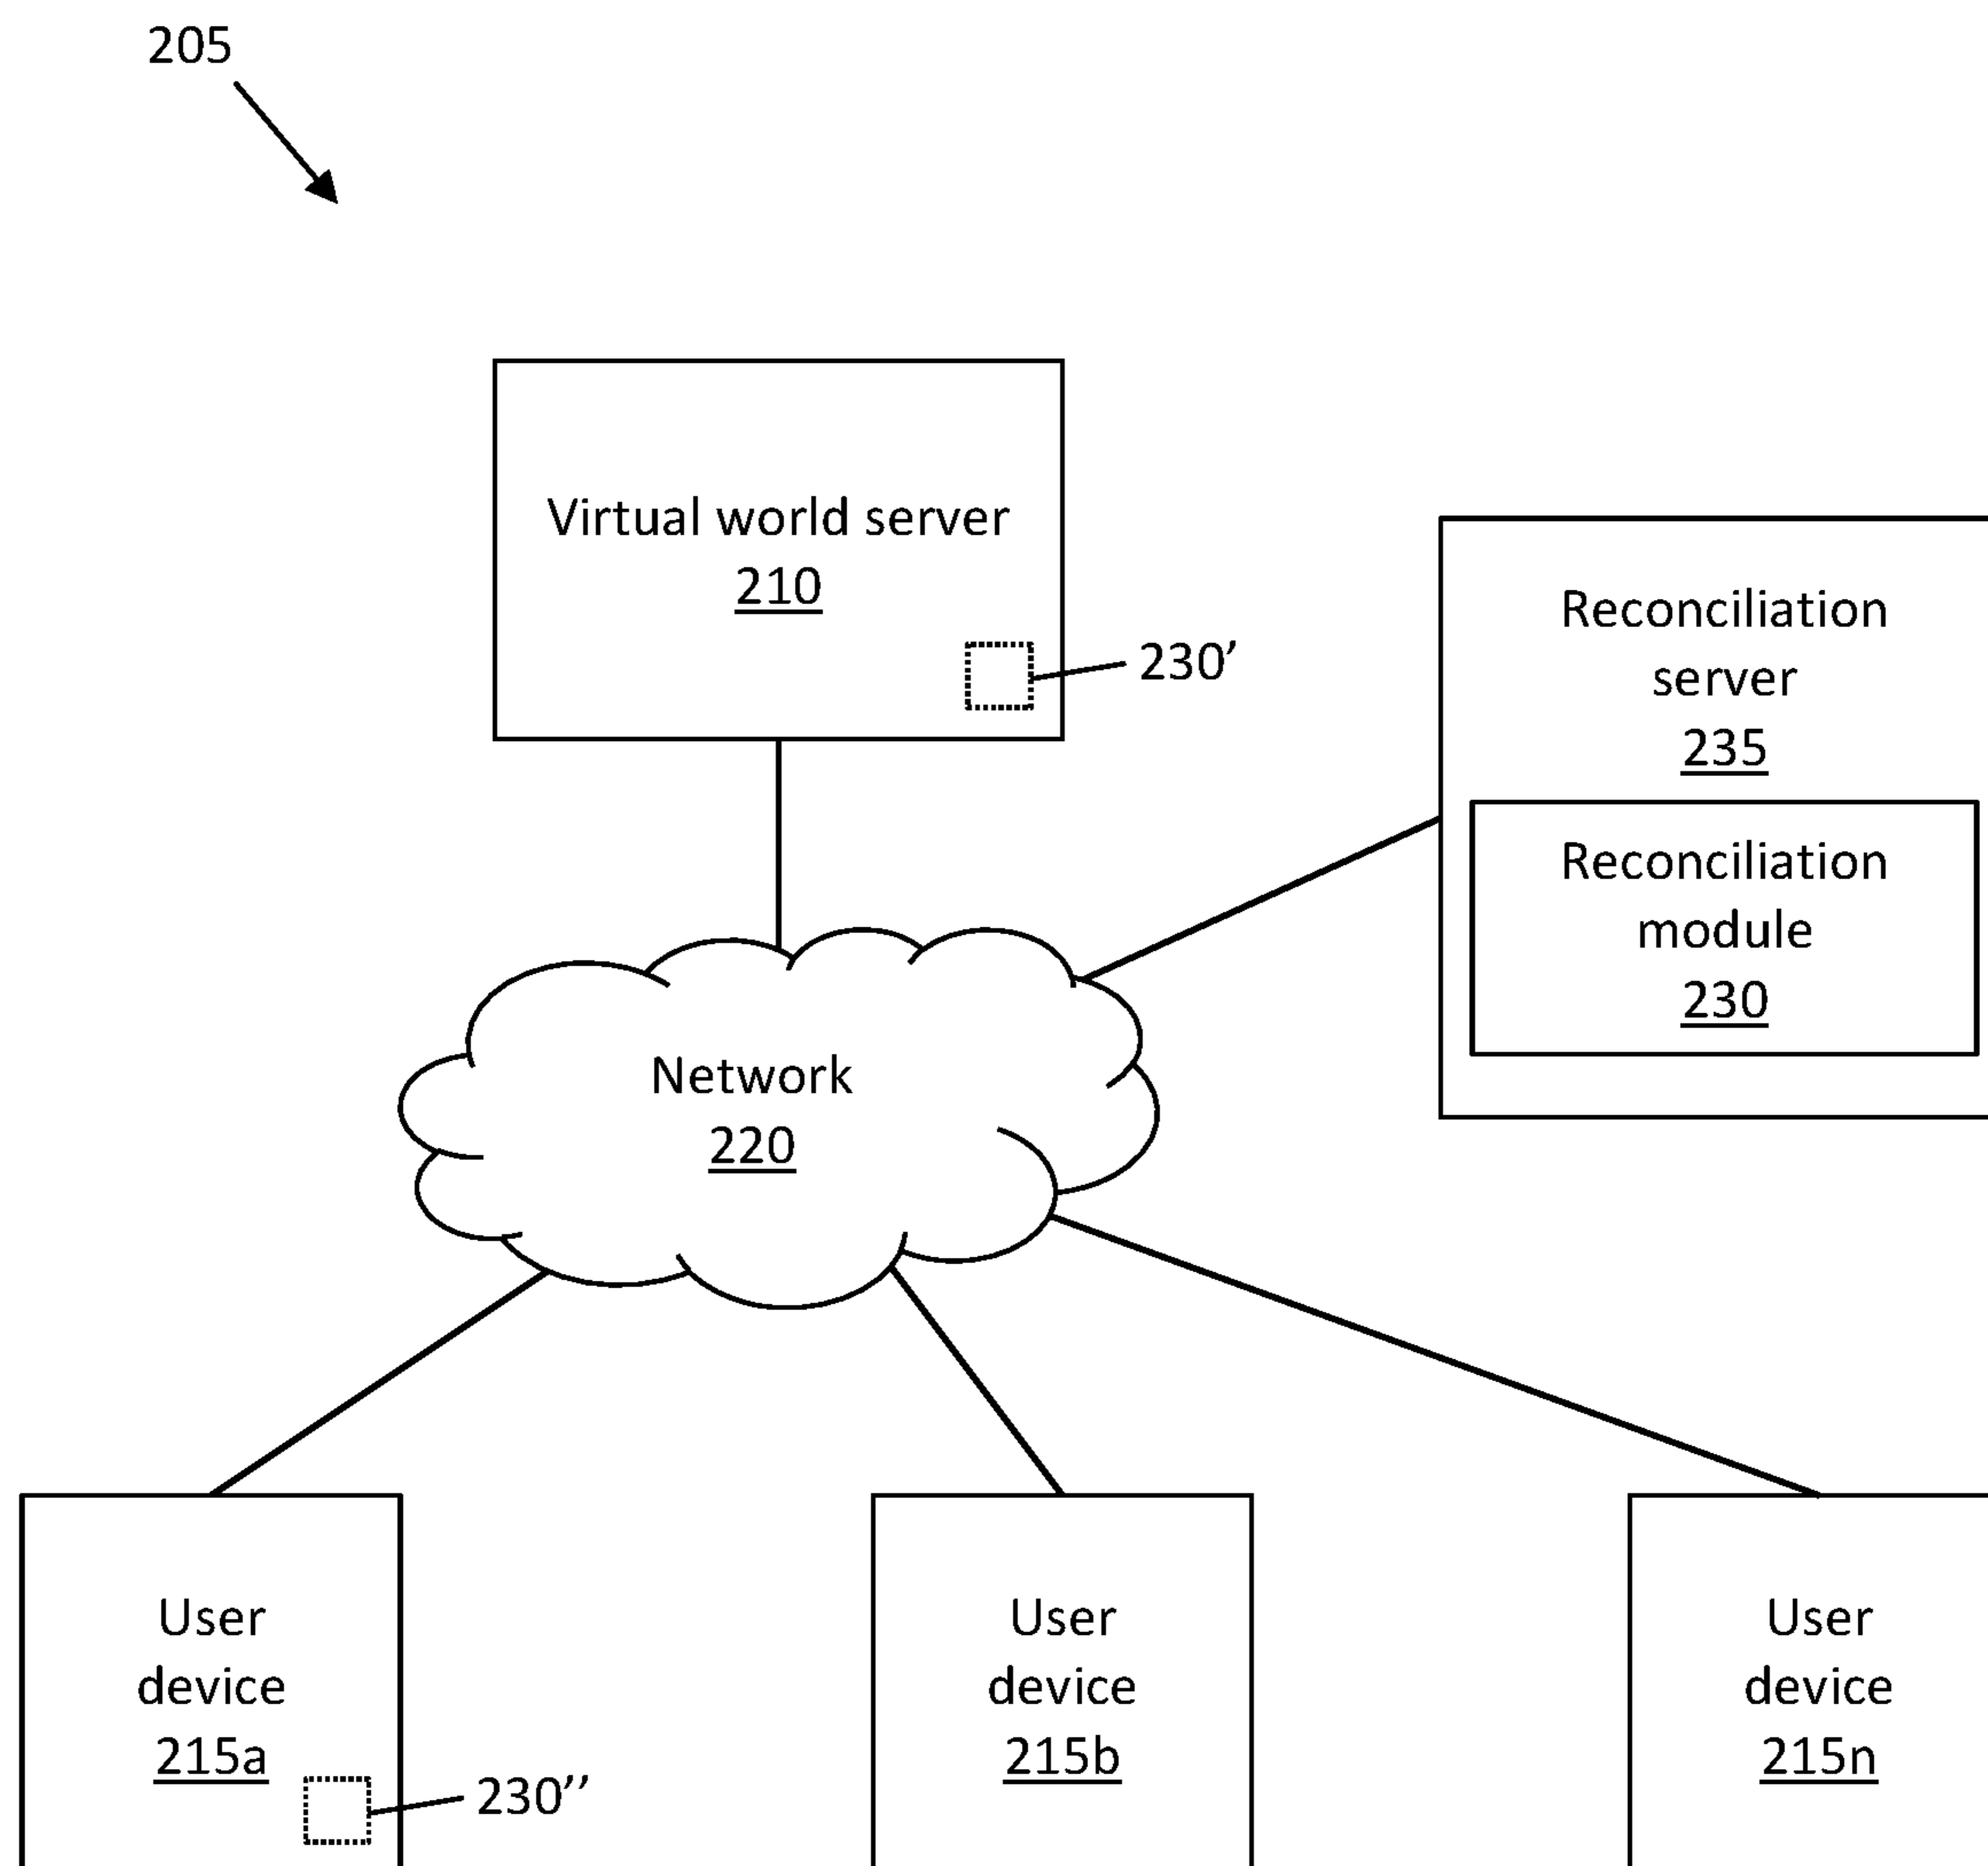 205
Virtual world server
210
230’
Reconciliation
server
235
Reconciliation
module
230
Network
220
User
device
215a
230’’
User
device
215b
User
device
215n